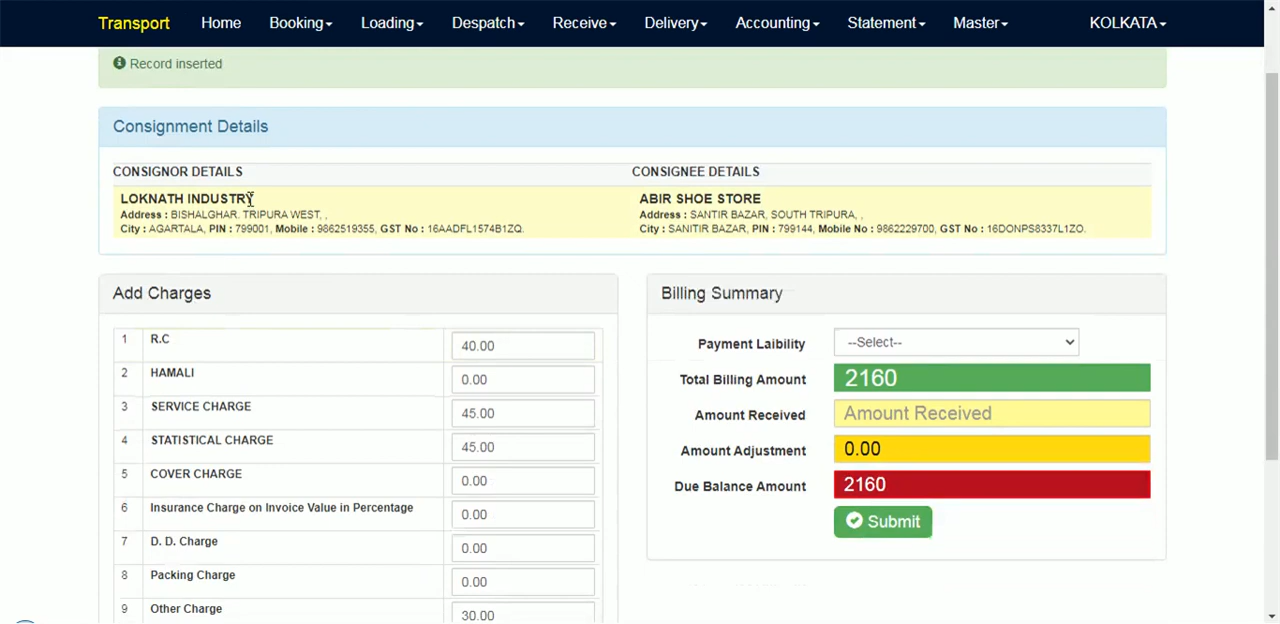 Transport Home Booking Loading Despatch Receive Delivery Accounting Statement Master KOLKATA
Record inserted
Consignment Details
CONSIGNOR DETAILS CONSIGNEE DETAILS
LOKNATH INDUSTRY ABIR SHOE STORE
Address : BISHALGHAR. TRIPURA WEST, , Address : SANTIR BAZAR, SOUTH TRIPURA, ,
City : AGARTALA, PIN : 799001, Mobile : 9862519355, GST No : 16AADFL1574B1ZQ. City : SANITIR BAZAR, PIN : 799144, Mobile No : 9862229700, GST No : 16DONPS8337L1ZO.
Add Charges
1 R.C 40.00
2 HAMALI 0.00
3 SERVICE CHARGE 45.00
4 STATISTICAL CHARGE 45.00
5 COVER CHARGE 0.00
6 Insurance Charge on Invoice Value in Percentage 0.00
7 D. D. Charge 0.00
8 Packing Charge 0.00
9 Other Charge 30.00
Billing Summary
Payment Laibility --Select--
Total Billing Amount 2160
Amount Received Amount Received
Amount Adjustment 0.00
Due Balance Amount 2160
Submit